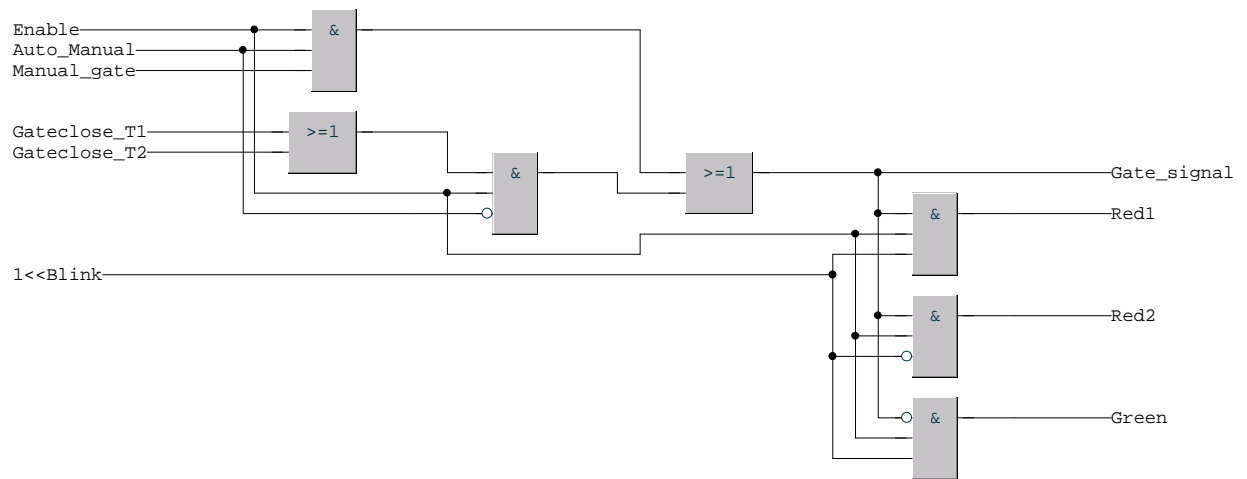 Enable
&
Auto_Manual
Manual_gate
Gateclose_T1
>=1
Gateclose_T2
&
>=1
Gate_signal
&
Red1
1<<Blink
&
Red2
&
Green